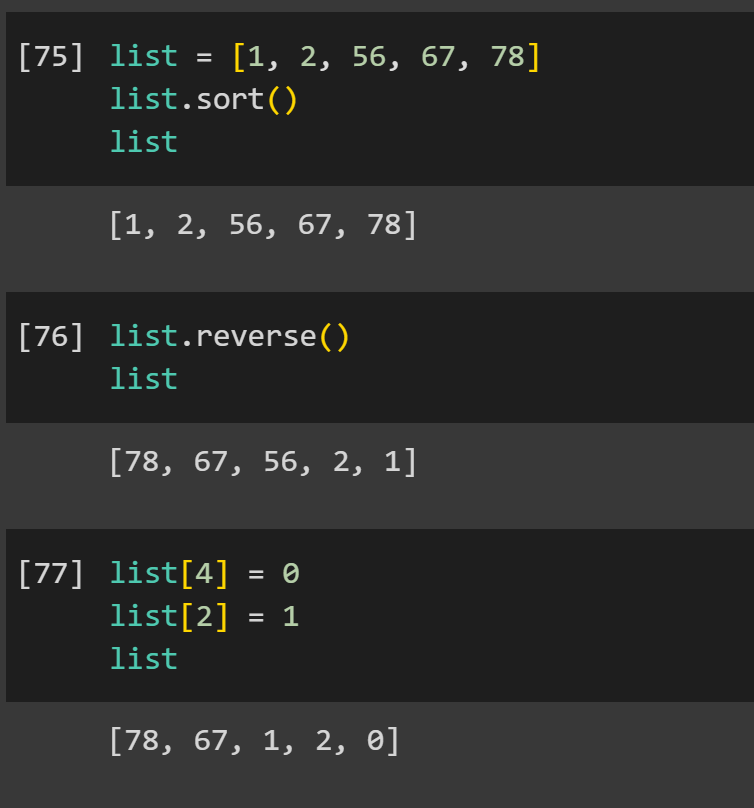 [75] list = [1, 2, 56, 67, 78]
list.sort()
list
[1, 2, 56, 67, 78]
[76] list.reverse()
list
[78, 67, 56, 2, 1]
[77] list[4] = 0
list[2] = 1
list
[78, 67, 1, 2, 0]